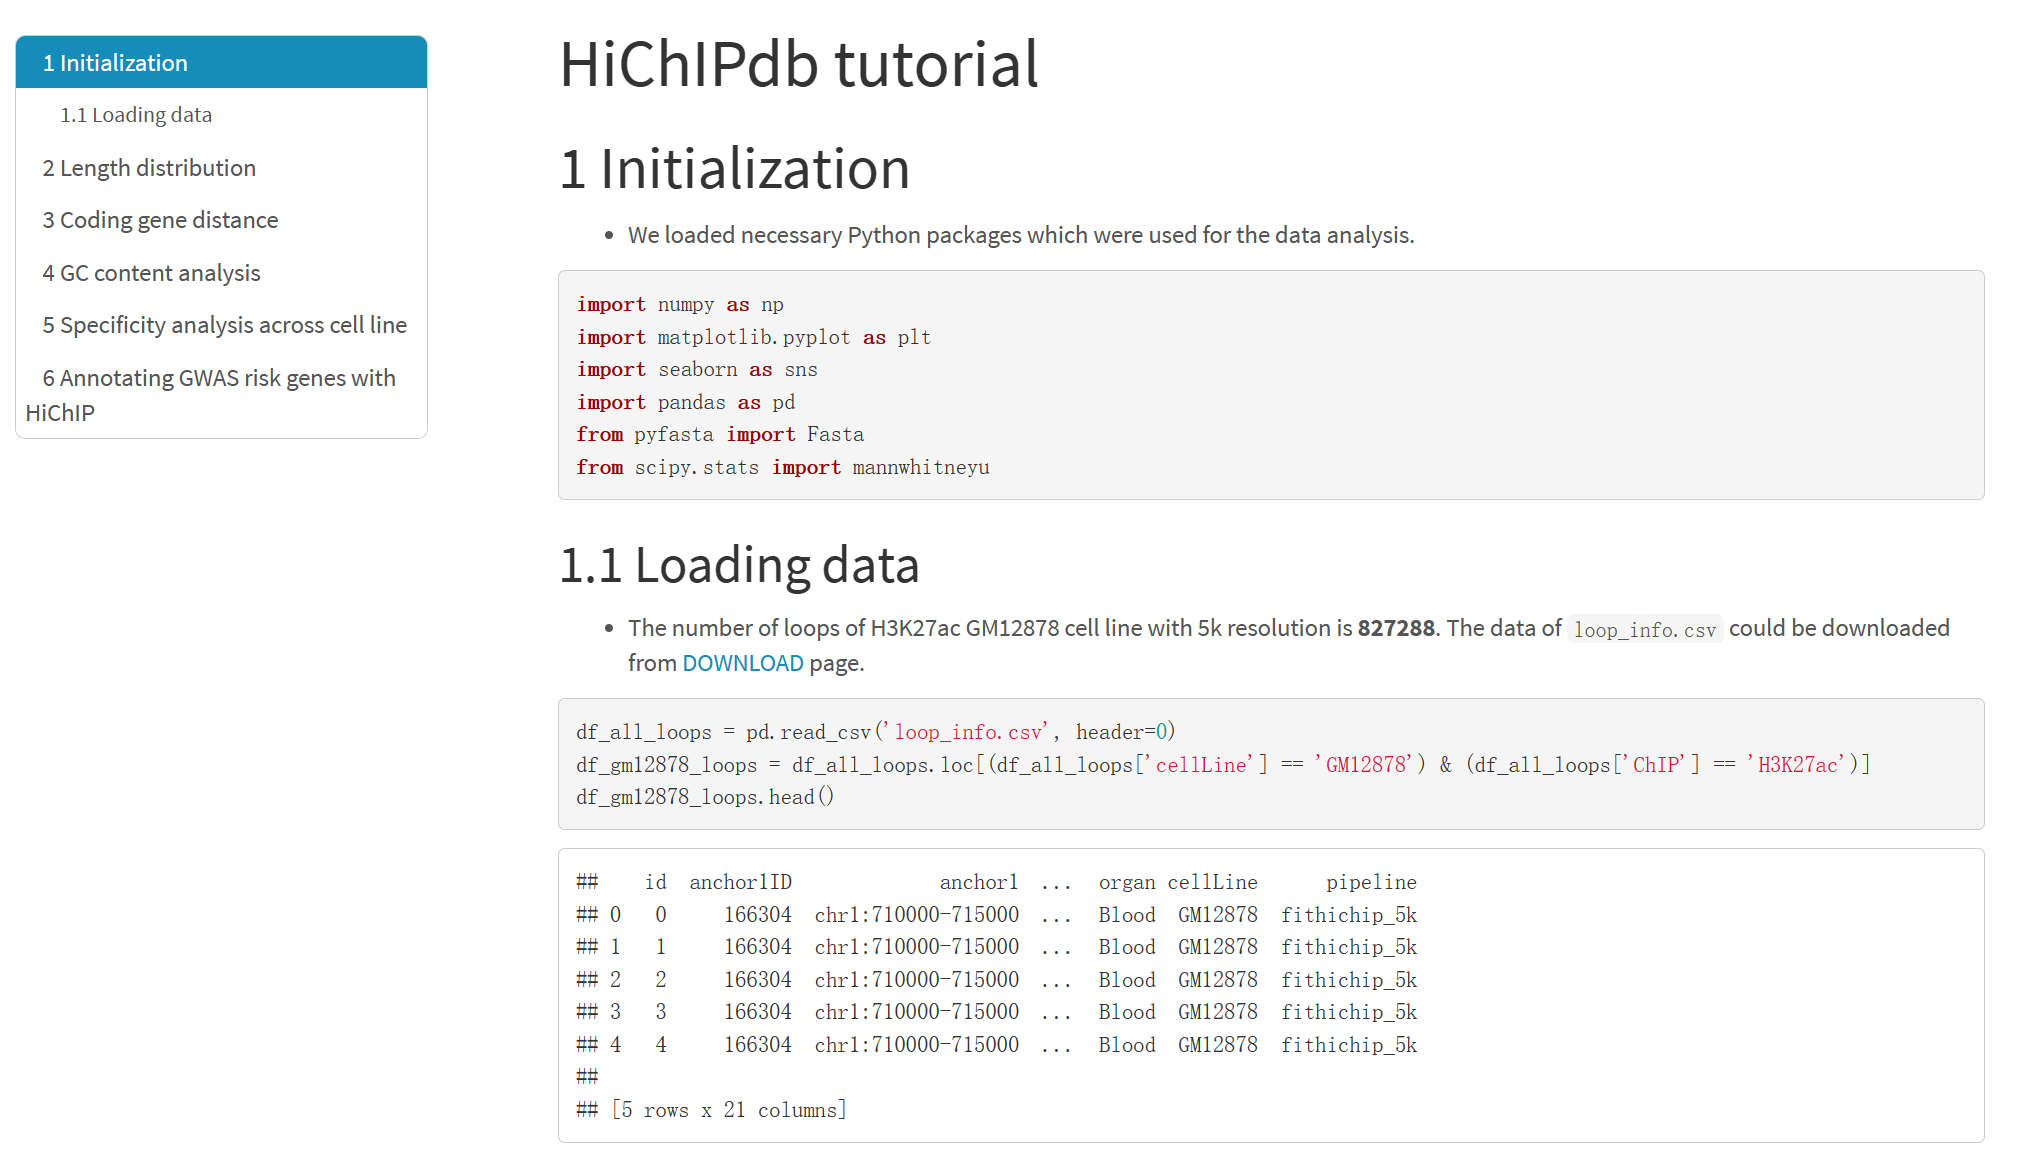 1 Initialization
1.1 Loading data
2 Length distribution
3 Coding gene distance
4 GC content analysis
5 Specificity analysis across cell line
6 Annotating GWAS risk genes with
HiChIP
HiChIPdb tutorial
1 Initialization
• We loaded necessary Python packages which were used for the data analysis.
import numpy as np
import matplotlib.pyplot as plt
import seaborn as sns
import pandas as pd
from pyfasta import Fasta
from scipy.stats import mannwhitneyu
1.1 Loading data
• The number of loops of H3K27ac GM12878 cell line with 5k resolution is 827288. The data of loop_info.csv could be downloaded
from DOWNLOAD page.
df_all_loops = pd.read_csv('loop_info.csv', header=0)
df_gm12878_loops = df_all_loops.loc[(df_all_loops['cellLine'] == 'GM12878') & (df_all_loops['ChIP'] == 'H3K27ac')]
df_gm12878_loops.head()
##    id  anchor1ID             anchor1  ...  organ cellLine      pipeline
## 0   0     166304  chr1:710000-715000  ...  Blood  GM12878  fithichip_5k
## 1   1     166304  chr1:710000-715000  ...  Blood  GM12878  fithichip_5k
## 2   2     166304  chr1:710000-715000  ...  Blood  GM12878  fithichip_5k
## 3   3     166304  chr1:710000-715000  ...  Blood  GM12878  fithichip_5k
## 4   4     166304  chr1:710000-715000  ...  Blood  GM12878  fithichip_5k
##
## [5 rows x 21 columns]